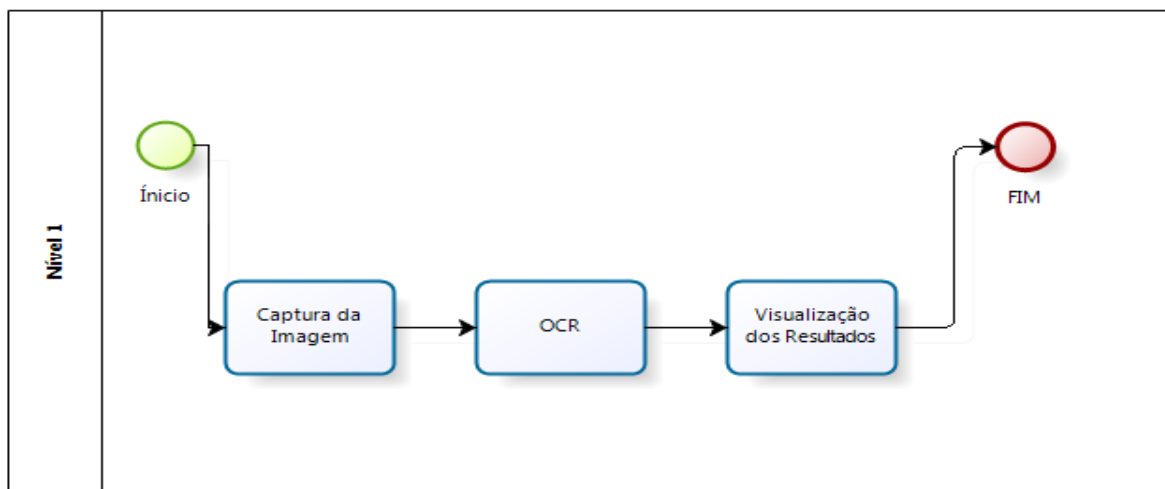 Nível 1
Ínicio
FIM
Captura da
Imagem
OCR
Visualização
dos Resultados